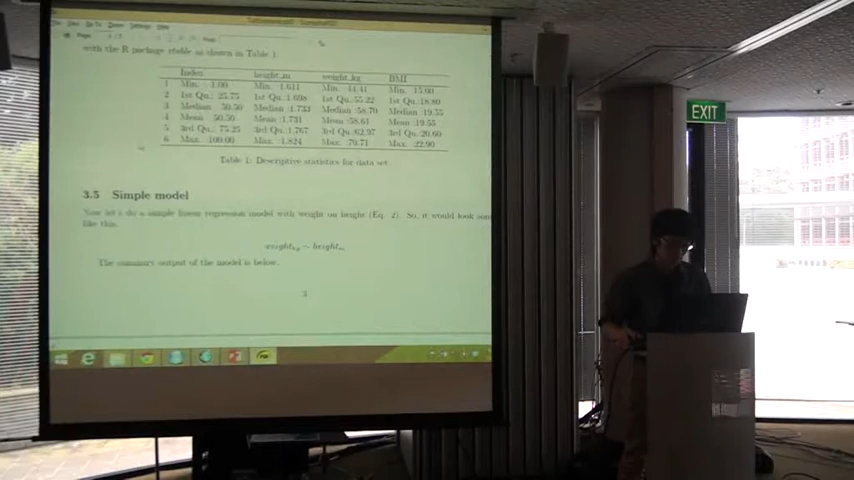 with the R package xtable as shown in Table 1.
Index height_m weight_kg BMI
1 Min. : 1.00 Min. :1.611 Min. :41.41 Min. :15.00
2 1st Qu.: 25.75 1st Qu.:1.698 1st Qu.:55.22 1st Qu.:18.80
3 Median : 50.50 Median :1.733 Median :58.70 Median :19.55
4 Mean : 50.50 Mean :1.731 Mean :58.61 Mean :19.55
5 3rd Qu.: 75.25 3rd Qu.:1.767 3rd Qu.:62.97 3rd Qu.:20.60
6 Max. :100.00 Max. :1.824 Max. :70.71 Max. :22.90
Table 1: Descriptive statistics for data set.
3.5 Simple model
Now let's do a simple linear regression model with weight on height (Eq. 2). So, it would look som
like this:
weight_kg ~ height_m
The summary output of the model is below.
3
EXIT